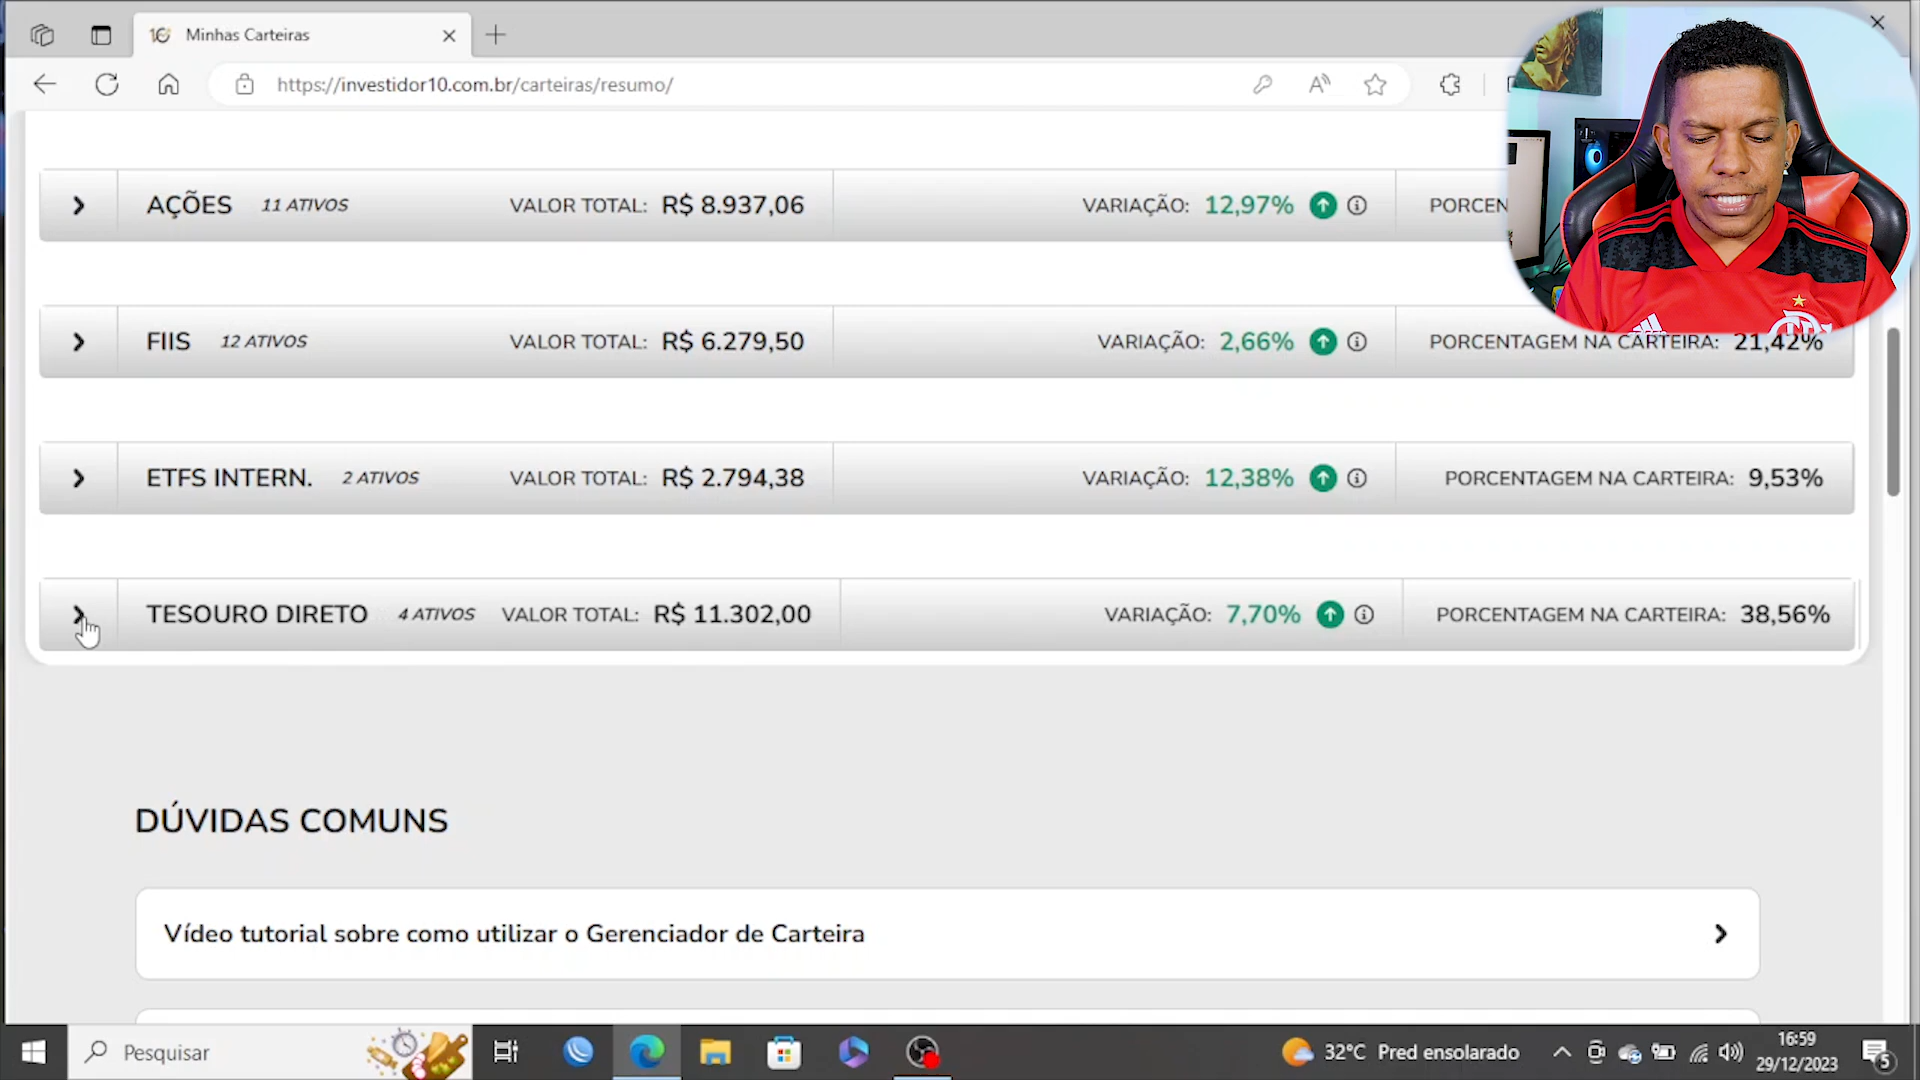 Minhas Carteiras
https://investidor10.com.br/carteiras/resumo/
AÇÕES 11 ATIVOS VALOR TOTAL: R$ 8.937,06 VARIAÇÃO: 12,97% PORCEN
FIIS 12 ATIVOS VALOR TOTAL: R$ 6.279,50 VARIAÇÃO: 2,66% PORCENTAGEM NA CARTEIRA: 21,42%
ETFS INTERN. 2 ATIVOS VALOR TOTAL: R$ 2.794,38 VARIAÇÃO: 12,38% PORCENTAGEM NA CARTEIRA: 9,53%
TESOURO DIRETO 4 ATIVOS VALOR TOTAL: R$ 11.302,00 VARIAÇÃO: 7,70% PORCENTAGEM NA CARTEIRA: 38,56%
DÚVIDAS COMUNS
Vídeo tutorial sobre como utilizar o Gerenciador de Carteira
Pesquisar
32°C Pred ensolarado
16:59
29/12/2023
5